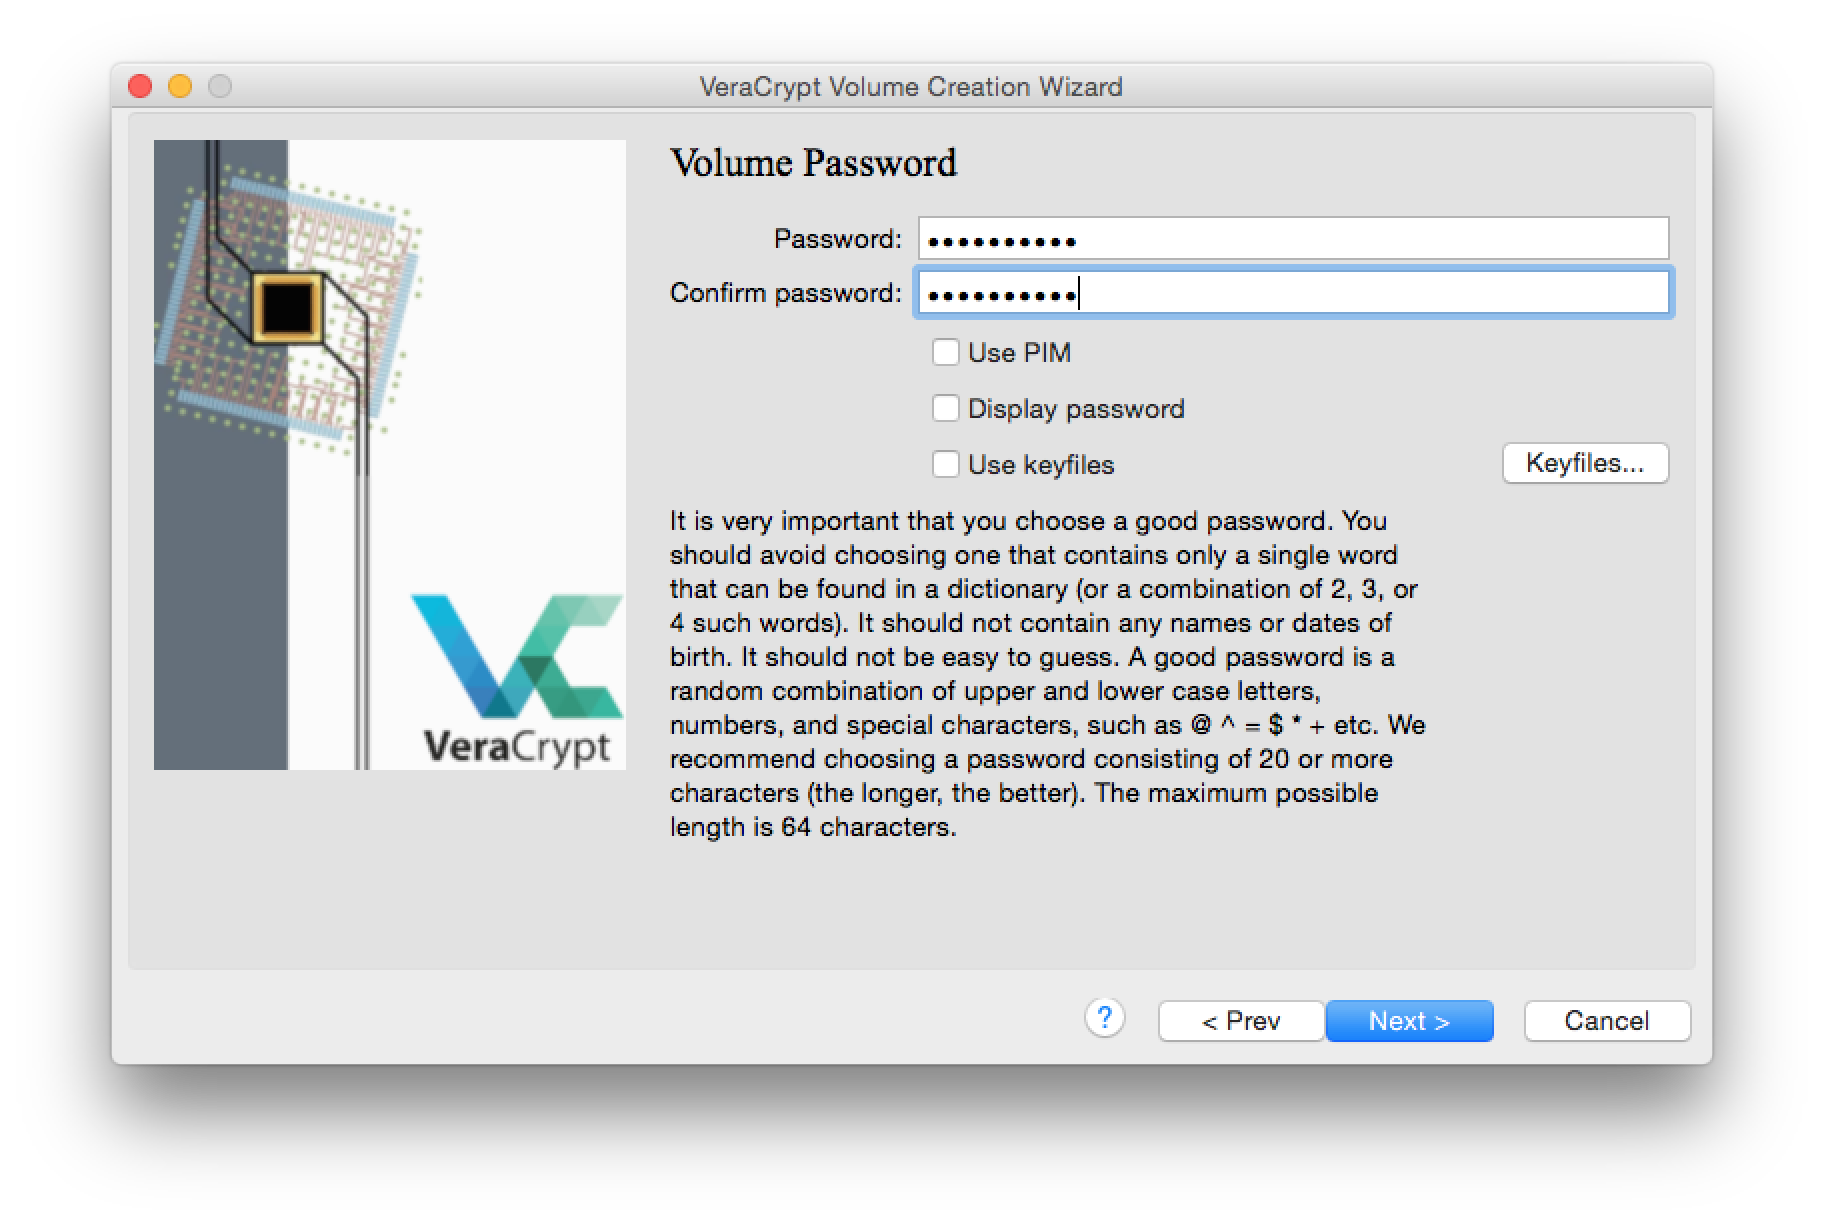 VeraCrypt Volume Creation Wizard
Volume Password
Password: ••••••••••
Confirm password: ••••••••••
Use PIM
Display password
Use keyfiles
Keyfiles...
It is very important that you choose a good password. You
should avoid choosing one that contains only a single word
that can be found in a dictionary (or a combination of 2, 3, or
4 such words). It should not contain any names or dates of
birth. It should not be easy to guess. A good password is a
random combination of upper and lower case letters,
numbers, and special characters, such as @ ^ = $ * + etc. We
recommend choosing a password consisting of 20 or more
characters (the longer, the better). The maximum possible
length is 64 characters.
VC
VeraCrypt
? < Prev Next > Cancel